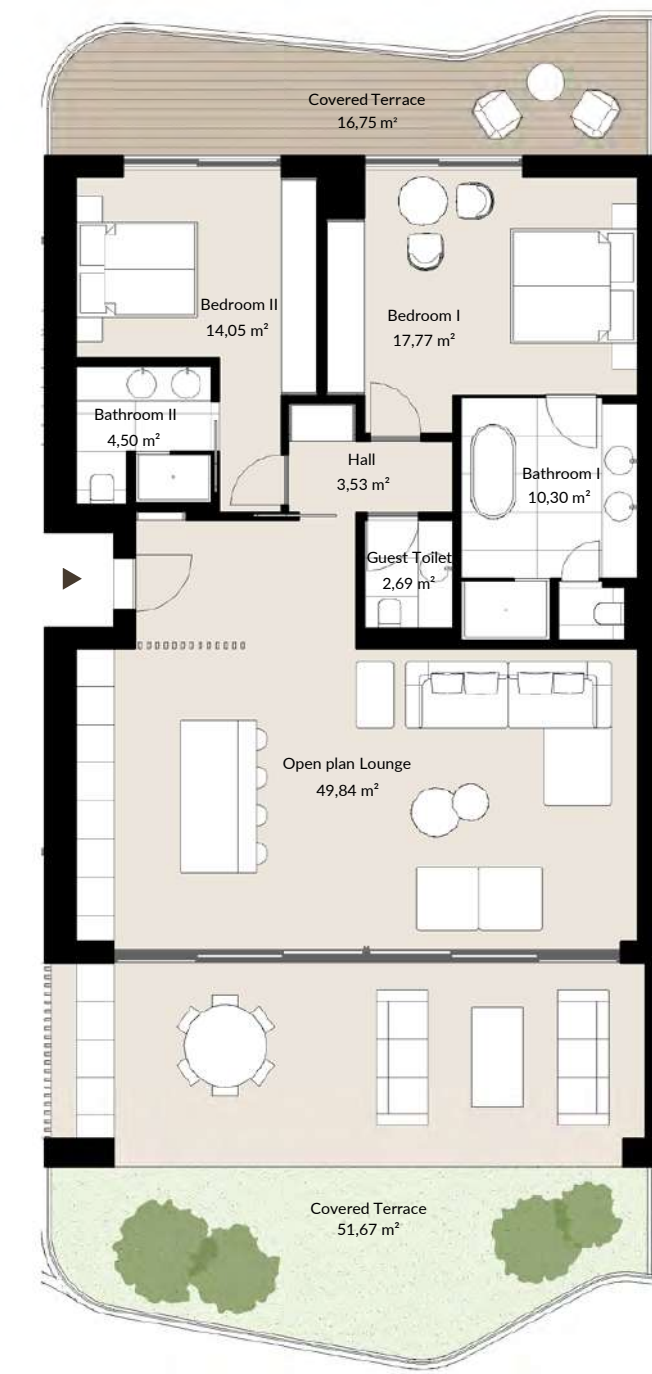 Covered Terrace
16,75 m²
Bedroom II
14,05 m²
Bedroom I
17,77 m²
Bathroom II
4,50 m²
Hall
3,53 m²
Bathroom I
10,30 m²
Guest Toilet
2,69 m²
Open plan Lounge
49,84 m²
Covered Terrace
51,67 m²